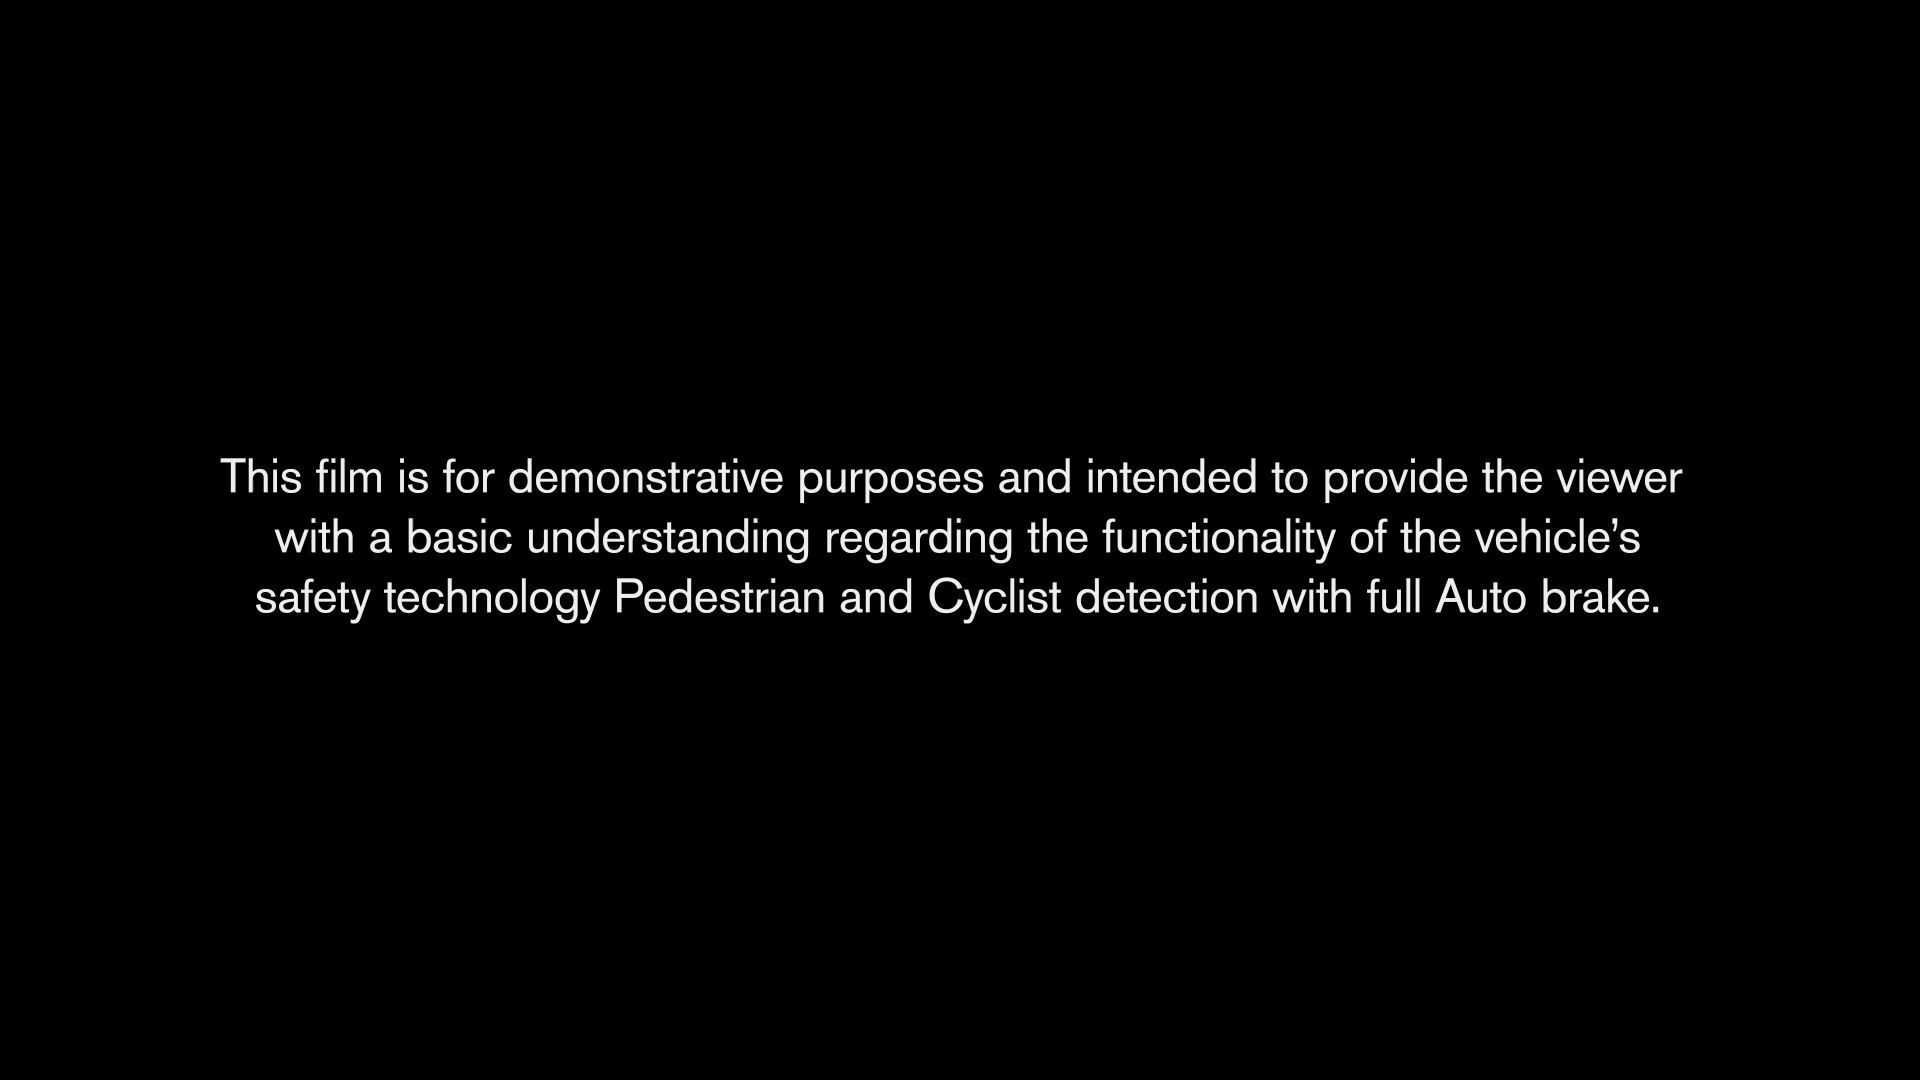 This film is for demonstrative purposes and intended to provide the viewer
with a basic understanding regarding the functionality of the vehicle’s
safety technology Pedestrian and Cyclist detection with full Auto brake.